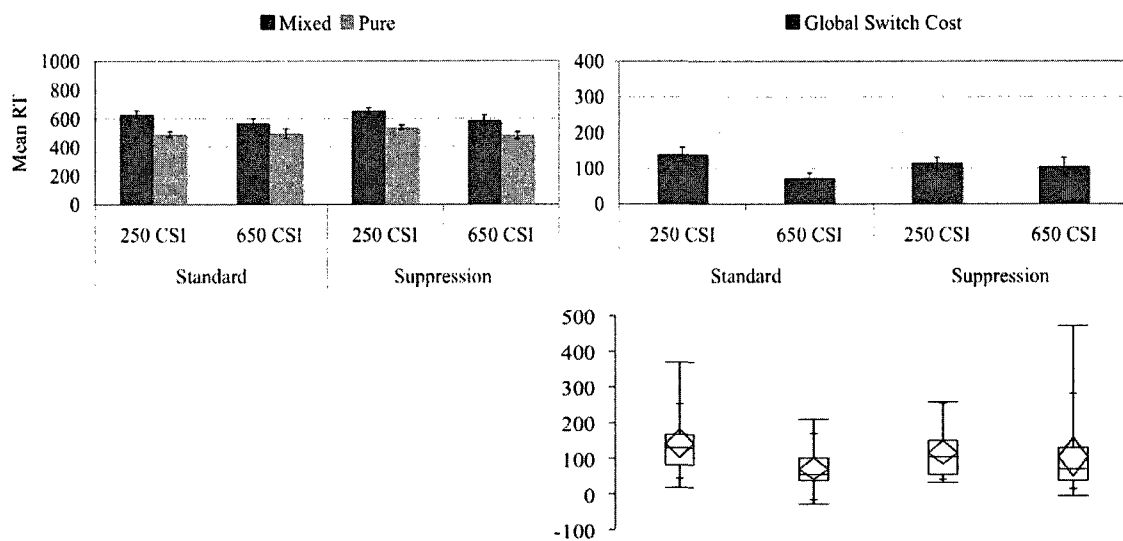 Mixed Pure
Global Switch Cost
Mean RT
1000
800
600
400
200
0
250 CSI 650 CSI 250 CSI 650 CSI
Standard Suppression
400
300
200
100
0
250 CSI 650 CSI 250 CSI 650 CSI
Standard Suppression
500
400
300
200
100
0
-100